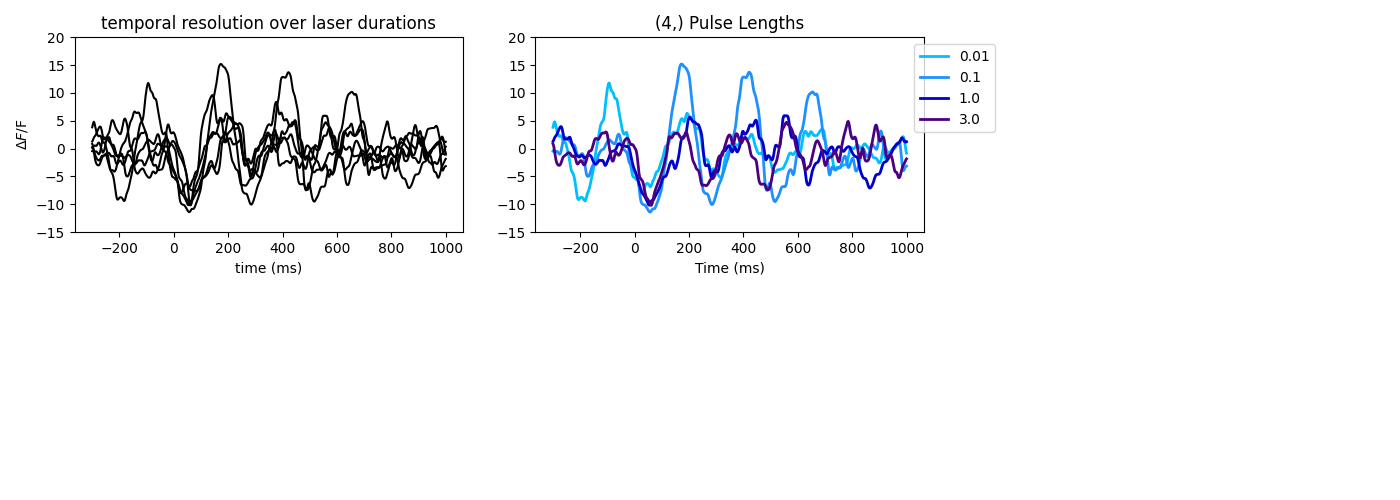 temporal resolution over laser durations
20
15
10
5
0
−5
−10
−15
ΔF/F
−200 0 200 400 600 800 1000
time (ms)
(4,) Pulse Lengths
20
15
10
5
0
−5
−10
−15
−200 0 200 400 600 800 1000
Time (ms)
0.01
0.1
1.0
3.0